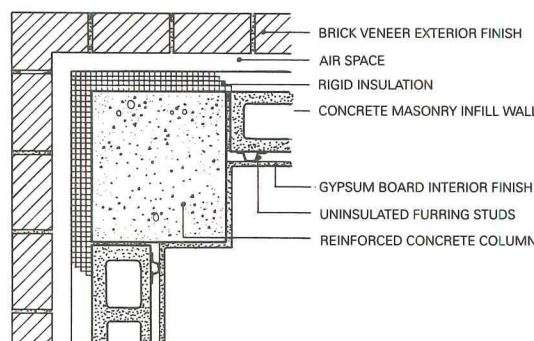 BRICK VENEER EXTERIOR FINISH
AIR SPACE
RIGID INSULATION
CONCRETE MASONRY INFILL WALL
GYPSUM BOARD INTERIOR FINISH
UNINSULATED FURRING STUDS
REINFORCED CONCRETE COLUMN